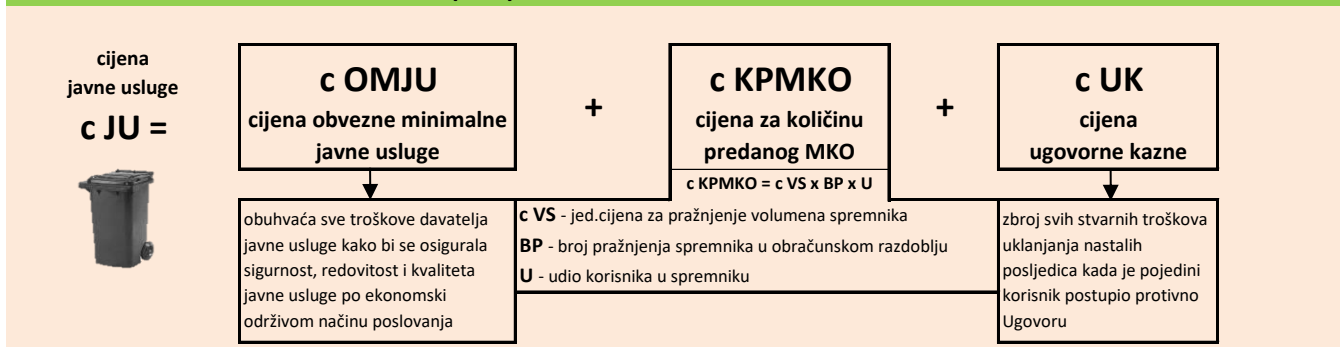 cijena
javne usluge
c JU =
c OMJU
cijena obvezne minimalne
javne usluge
+
c KPMKO
cijena za količinu
predanog MKO
c KPMKO = c VS x BP x U
+
c UK
cijena
ugovorne kazne
obuhvaća sve troškove davatelja
javne usluge kako bi se osigurala
sigurnost, redovitost i kvaliteta
javne usluge po ekonomski
održivom načinu poslovanja
c VS - jed.cijena za pražnjenje volumena spremnika
BP - broj pražnjenja spremnika u obračunskom razdoblju
U - udio korisnika u spremniku
zbroj svih stvarnih troškova
uklanjanja nastalih
posljedica kada je pojedini
korisnik postupio protivno
Ugovoru